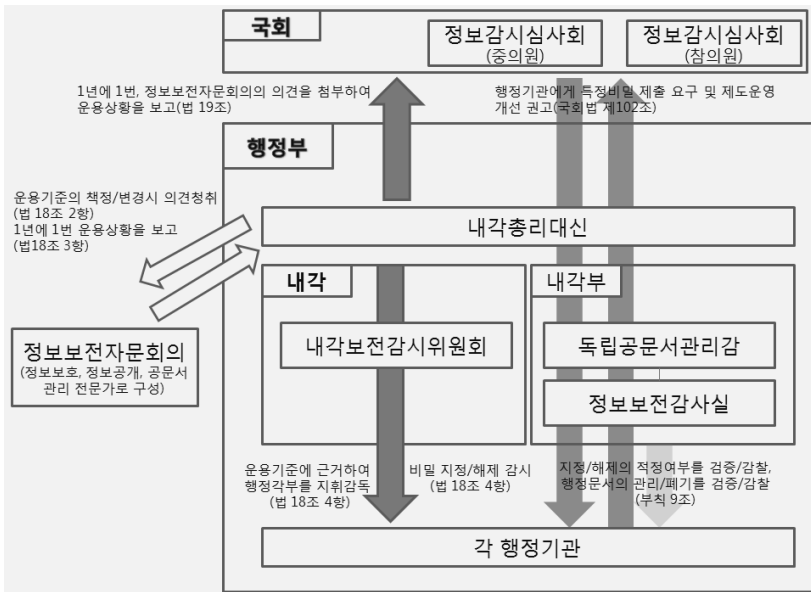 국회
정보감시심사회
(중의원)
정보감시심사회
(참의원)
1년에 1번, 정보보전자문회의의 의견을 첨부하여
운용상황을 보고(법 19조)
행정기관에게 특정비밀 제출 요구 및 제도운영
개선 권고(국회법 제102조)
행정부
운용기준의 책정/변경시 의견청취
(법 18조 2항)
1년에 1번 운용상황을 보고
(법18조 3항)
내각총리대신
내각
내각부
내각보전감시위원회
독립공문서관리감
정보보전감사실
정보보전자문회의
(정보보호, 정보공개, 공문서
관리 전문가로 구성)
운용기준에 근거하여
행정각부를 지휘감독
(법 18조 4항)
비밀 지정/해제 감시
(법 18조 4항)
지정/해제의 적정여부를 검증/감찰,
행정문서의 관리/폐기를 검증/감찰
(부칙 9조)
각 행정기관